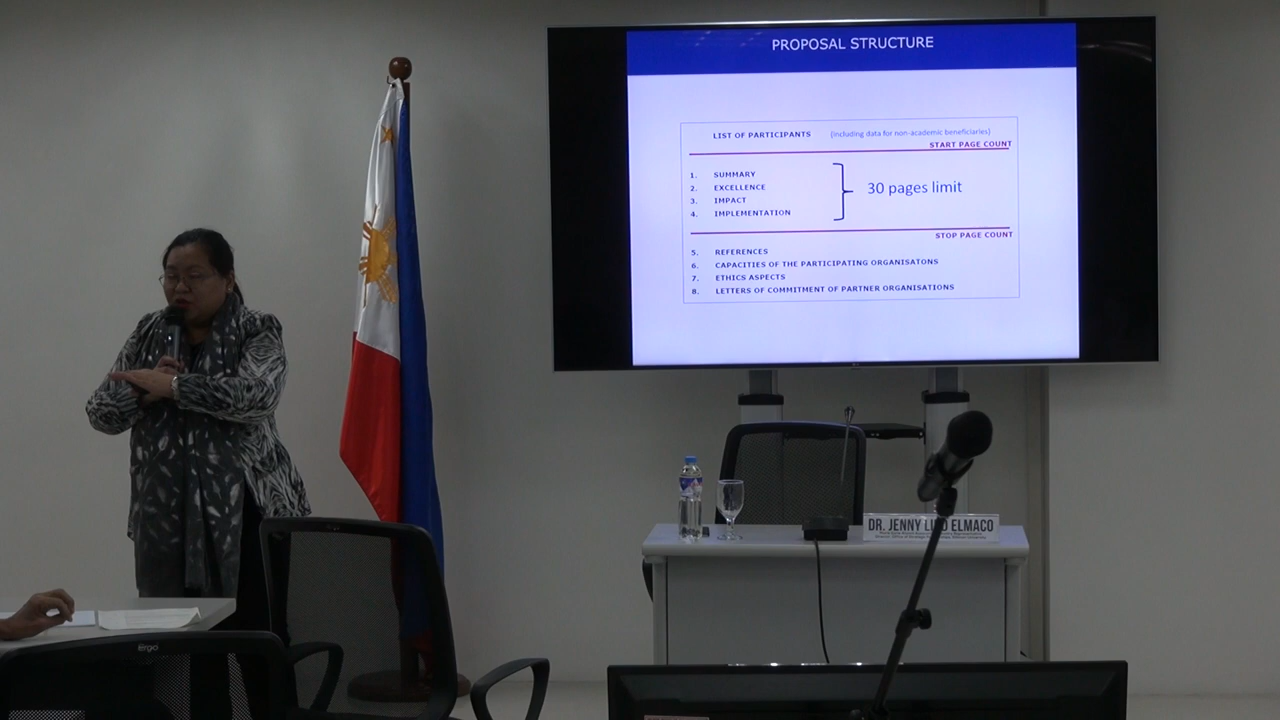 PROPOSAL STRUCTURE
LIST OF PARTICIPANTS (including data for non-academic beneficiaries)
START PAGE COUNT
1. SUMMARY
2. EXCELLENCE
3. IMPACT
4. IMPLEMENTATION
30 pages limit
STOP PAGE COUNT
5. REFERENCES
6. CAPACITIES OF THE PARTICIPATING ORGANISATONS
7. ETHICS ASPECTS
8. LETTERS OF COMMITMENT OF PARTNER ORGANISATIONS
DR. JENNY ELMACO